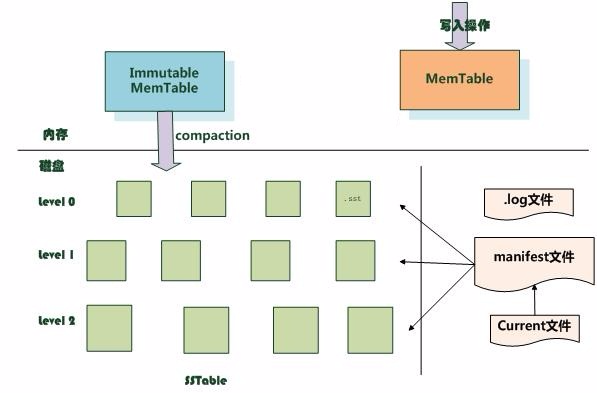 写入操作
Immutable
MemTable
MemTable
compaction
内存
磁盘
Level 0
.sst
.log文件
Level 1
manifest文件
Level 2
Current文件
SSTable